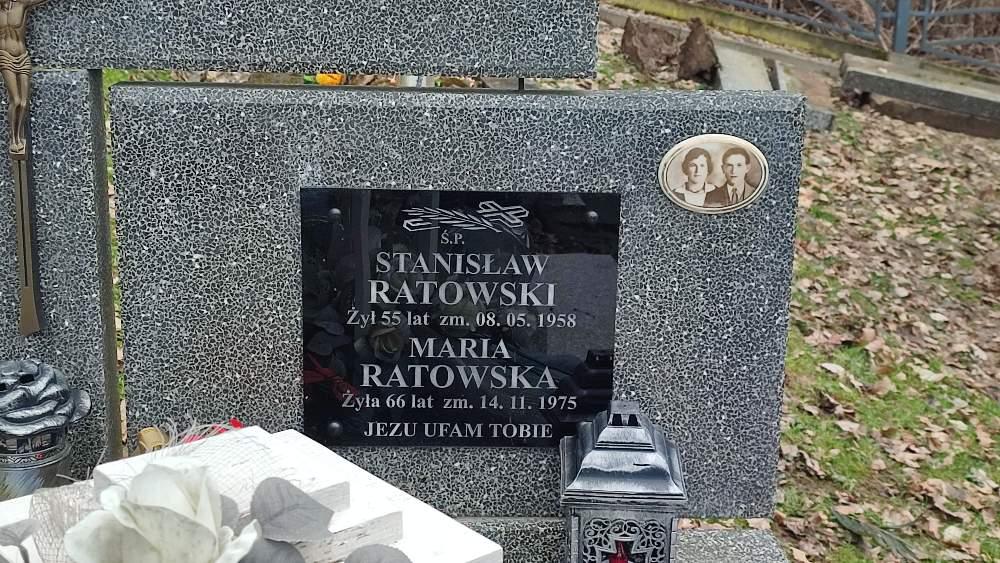 Ś.P.
STANISŁAW
RATOWSKI
Żył 55 lat zm. 08. 05. 1958
MARIA
RATOWSKA
Żyła 66 lat zm. 14. 11. 1975
JEZU UFAM TOBIE